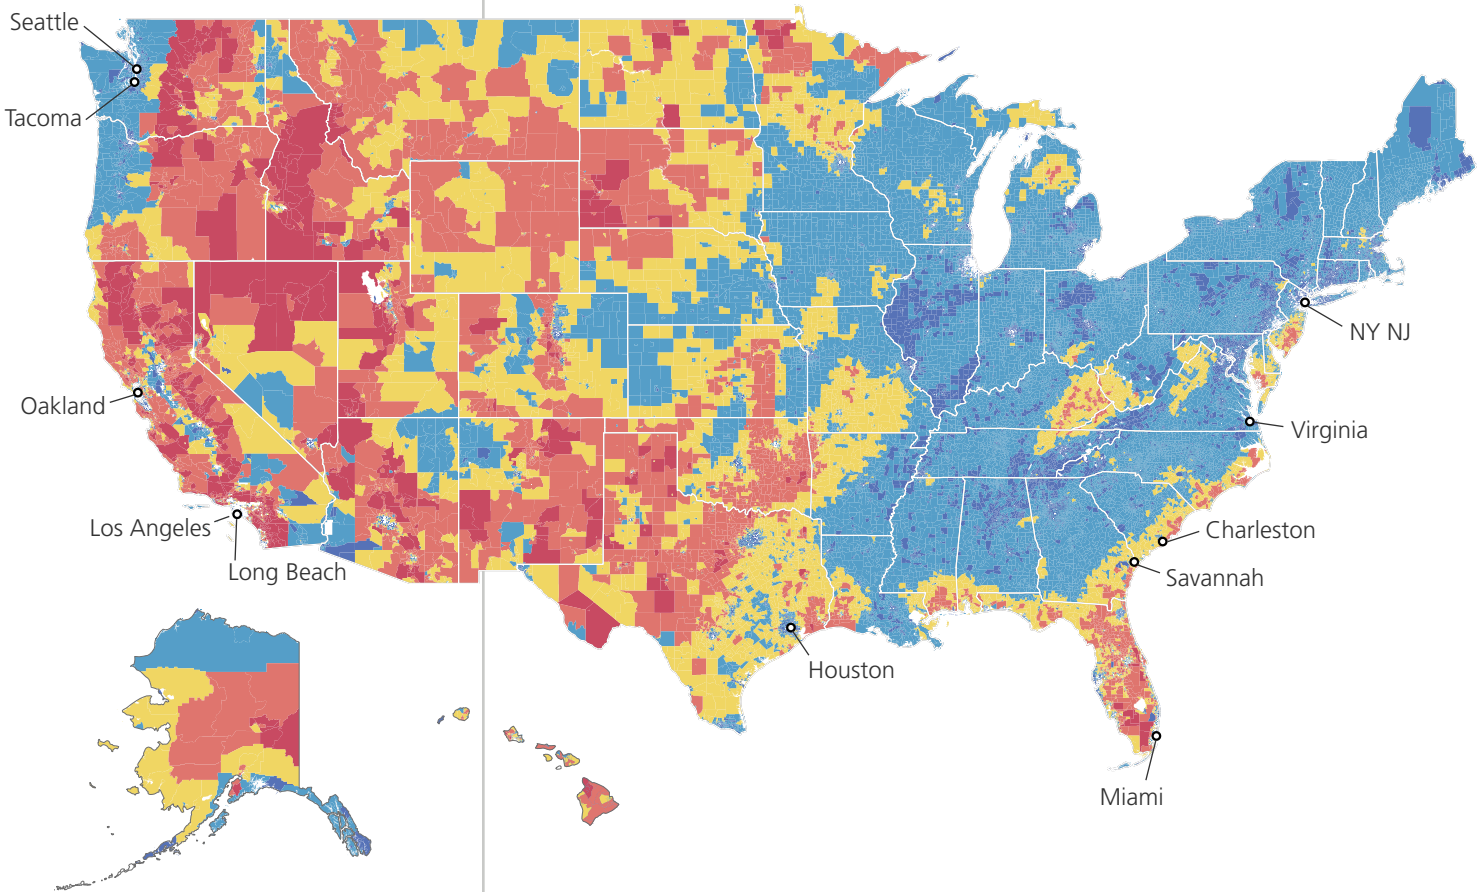 Seattle
Tacoma
NY NJ
Oakland
Virginia
Los Angeles
Charleston
Long Beach
Savannah
Houston
Miami